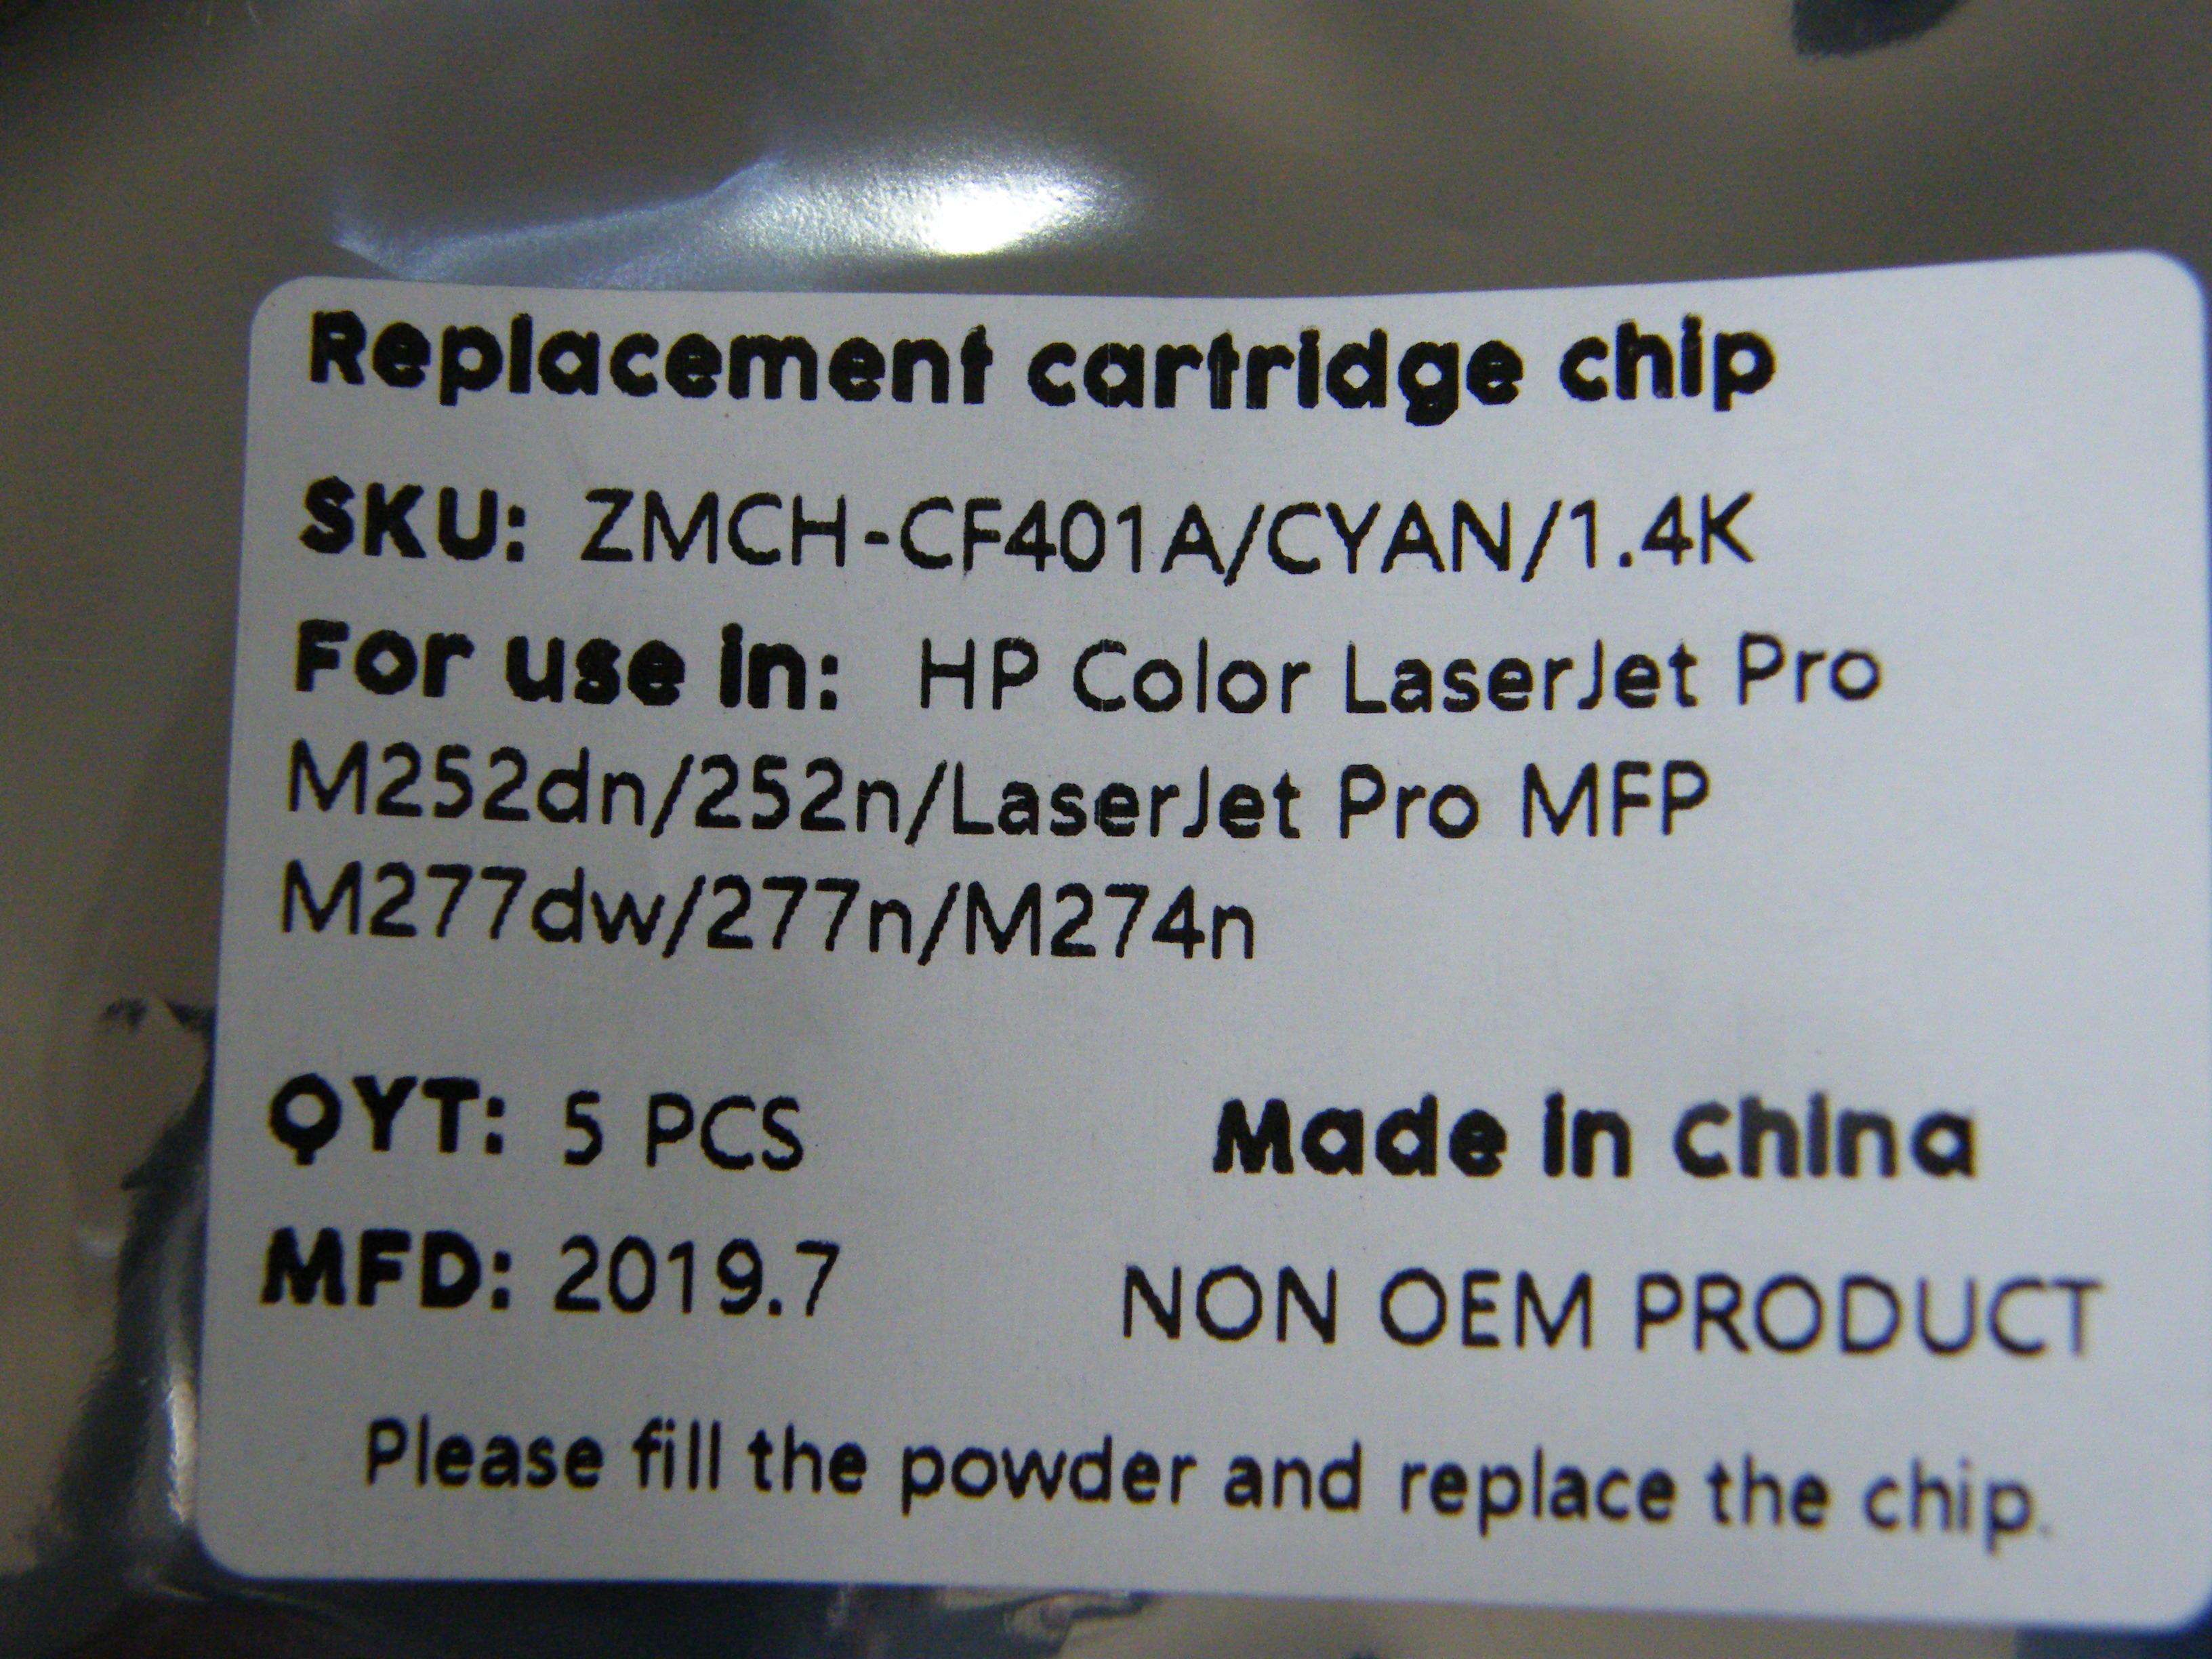 Replacement cartridge chip
SKU: ZMCH-CF401A/CYAN/1.4K
For use in: HP Color LaserJet Pro
M252dn/252n/LaserJet Pro MFP
M277dw/277n/M274n
QYT: 5 PCS
Made in China
MFD: 2019.7
NON OEM PRODUCT
Please fill the powder and replace the chip.